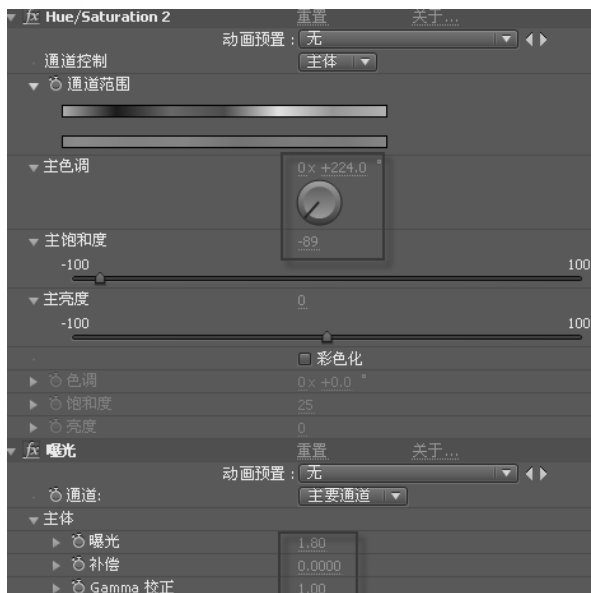 fx Hue/Saturation 2 重置 关于...
动画预置: 无
通道控制 主体
通道范围
主色调 0 x +224.0 °
主饱和度 -89
-100 100
主亮度 0
-100 100
彩色化
色调 0 x +0.0 °
饱和度 25
亮度 0
fx 曝光 重置 关于...
动画预置: 无
通道: 主要通道
主体
曝光 1.80
补偿 0.0000
Gamma 校正 1.00